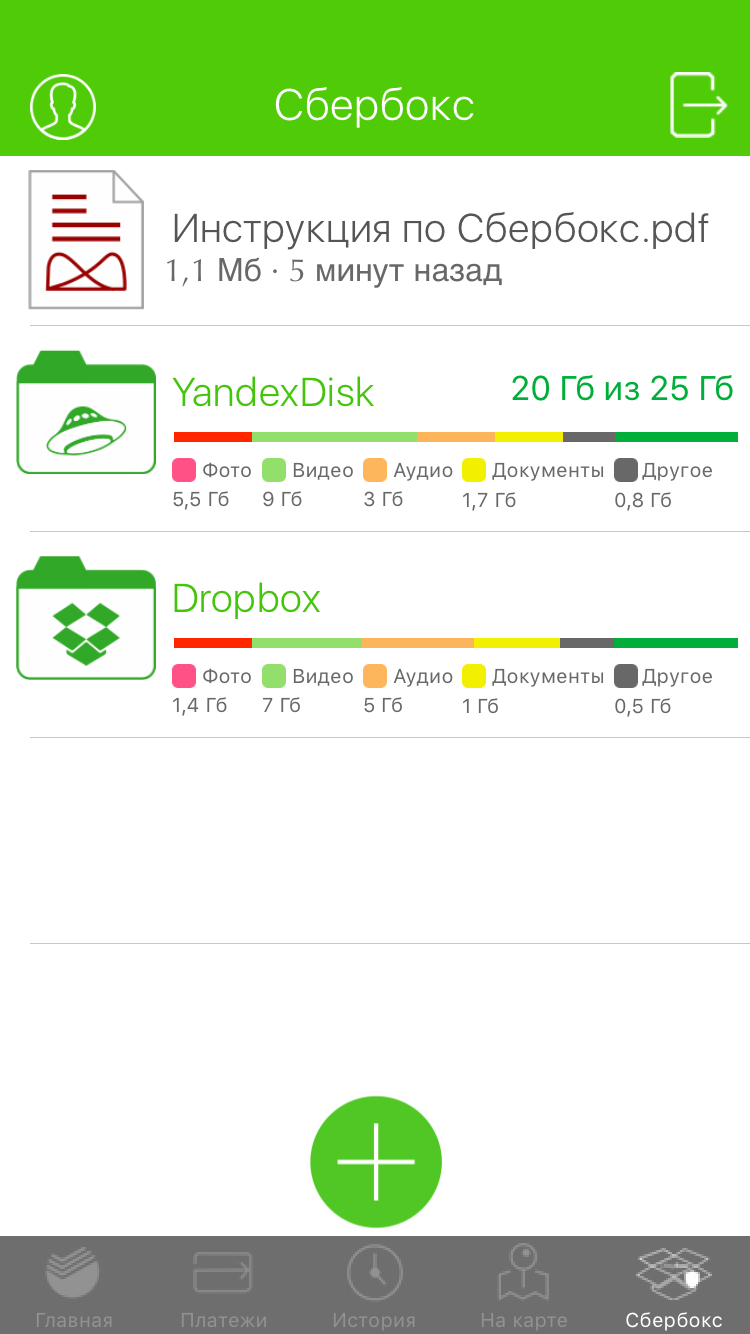 Сбербокс
Инструкция по Сбербокс.pdf
1,1 Мб · 5 минут назад
YandexDisk 20 Гб из 25 Гб
Фото Видео Аудио Документы Другое
5,5 Гб 9 Гб 3 Гб 1,7 Гб 0,8 Гб
Dropbox
Фото Видео Аудио Документы Другое
1,4 Гб 7 Гб 5 Гб 1 Гб 0,5 Гб
Главная Платежи История На карте Сбербокс